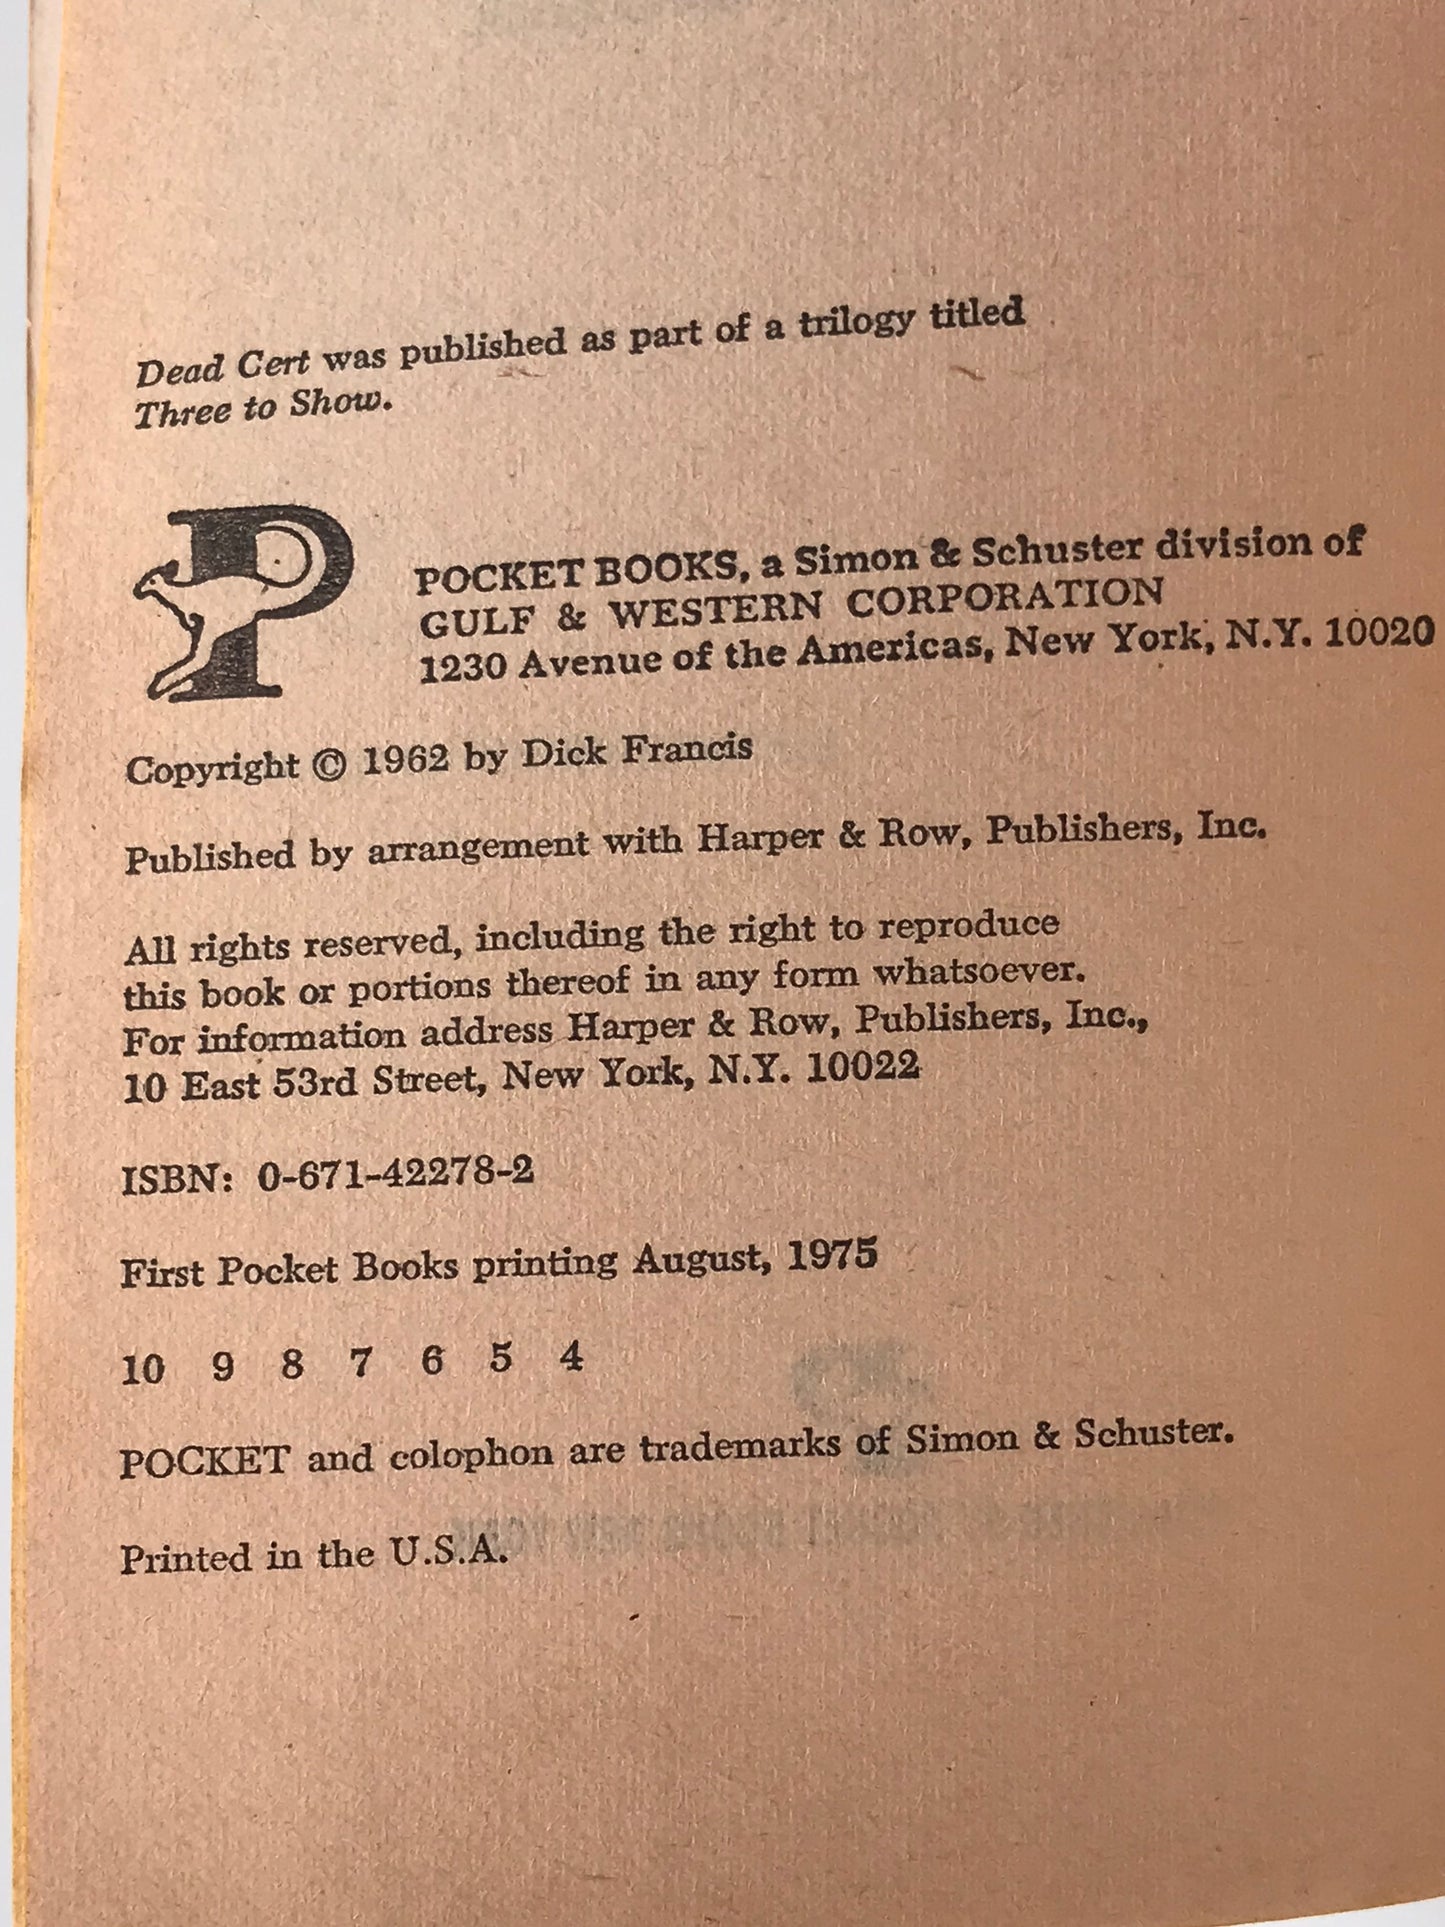 Dead Cert was published as part of a trilogy titled
Three to Show.
P
POCKET BOOKS, a Simon & Schuster division of
GULF & WESTERN CORPORATION
1230 Avenue of the Americas, New York, N.Y. 10020
Copyright © 1962 by Dick Francis
Published by arrangement with Harper & Row, Publishers, Inc.
All rights reserved, including the right to reproduce
this book or portions thereof in any form whatsoever.
For information address Harper & Row, Publishers, Inc.,
10 East 53rd Street, New York, N.Y. 10022
ISBN: 0-671-42278-2
First Pocket Books printing August, 1975
10 9 8 7 6 5 4
POCKET and colophon are trademarks of Simon & Schuster.
Printed in the U.S.A.